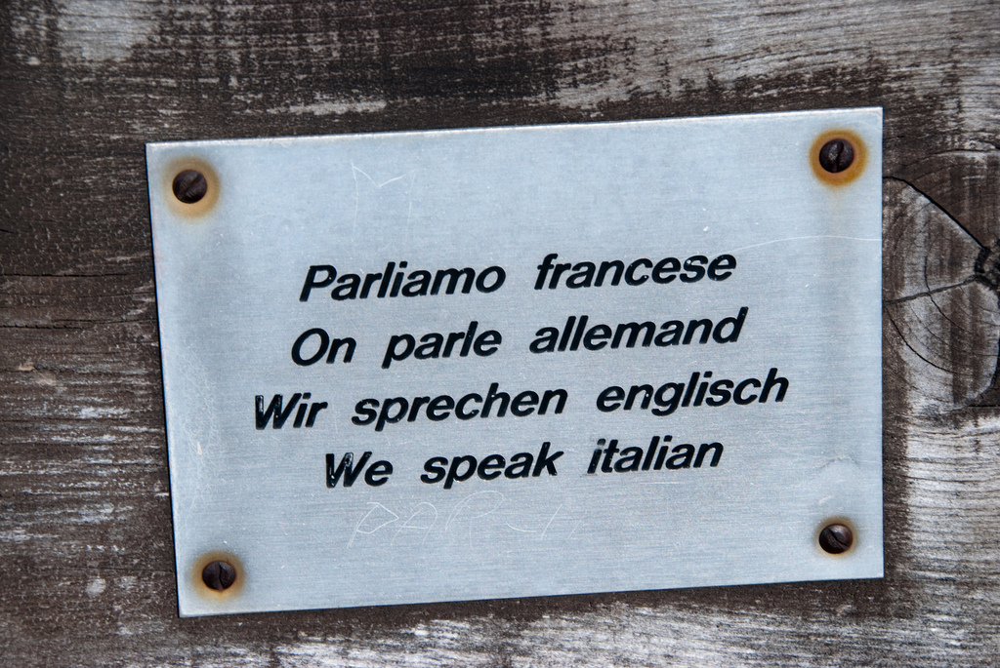 Parliamo francese
On parle allemand
Wir sprechen englisch
We speak italian